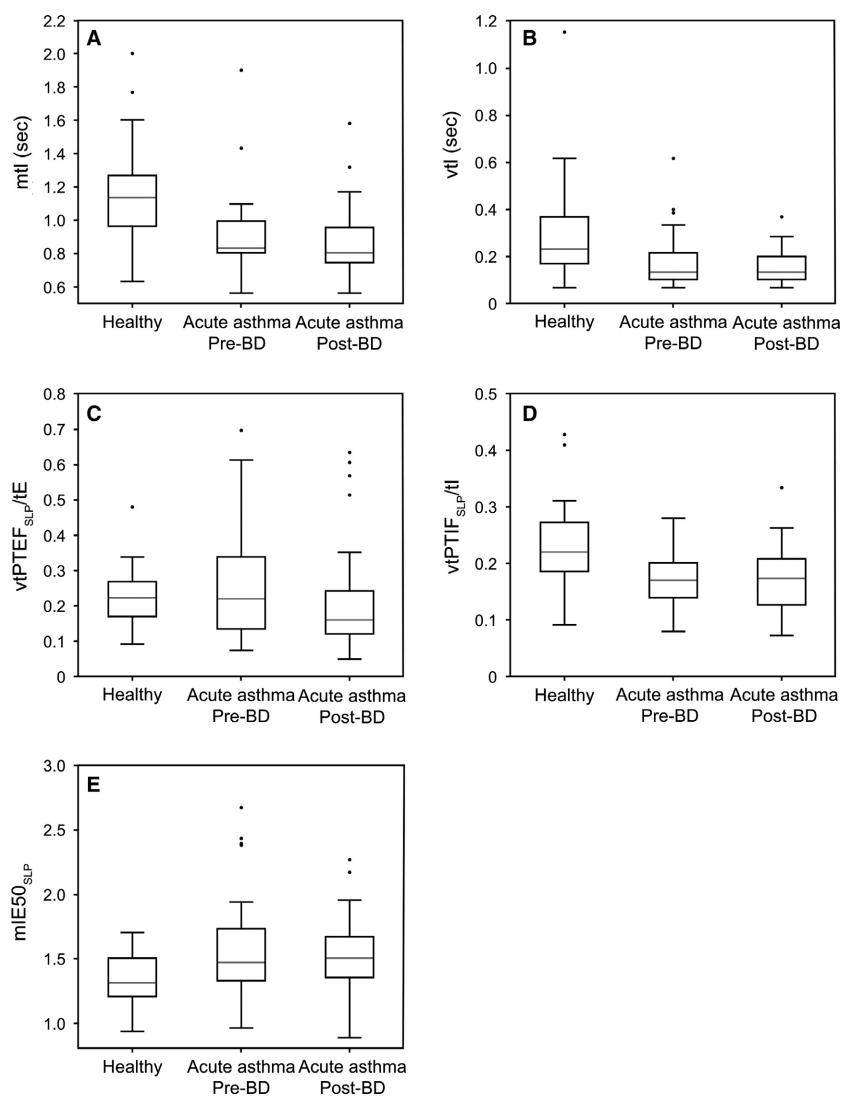 A
mtI (sec)
2.2
2.0
1.8
1.6
1.4
1.2
1.0
0.8
0.6
Healthy
Acute asthma
Pre-BD
Acute asthma
Post-BD
B
vtI (sec)
1.2
1.0
0.8
0.6
0.4
0.2
0
Healthy
Acute asthma
Pre-BD
Acute asthma
Post-BD
C
vtPTEFSLP/tE
0.8
0.7
0.6
0.5
0.4
0.3
0.2
0.1
0
Healthy
Acute asthma
Pre-BD
Acute asthma
Post-BD
D
vtPTIFSLP/tI
0.5
0.4
0.3
0.2
0.1
0
Healthy
Acute asthma
Pre-BD
Acute asthma
Post-BD
E
mIE50SLP
3.0
2.5
2.0
1.5
1.0
Healthy
Acute asthma
Pre-BD
Acute asthma
Post-BD